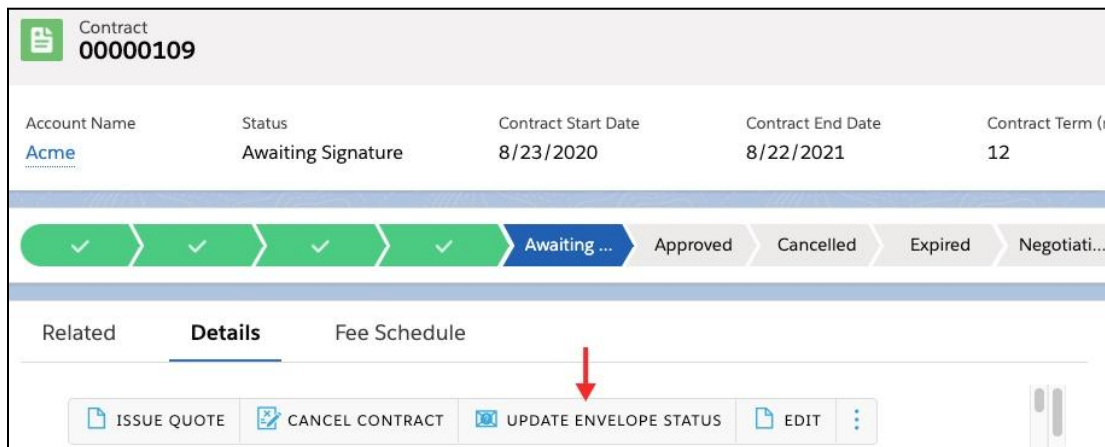 Contract
00000109
Account Name Status Contract Start Date Contract End Date Contract Term (
Acme Awaiting Signature 8/23/2020 8/22/2021 12
Awaiting ... Approved Cancelled Expired Negotiati...
Related Details Fee Schedule
ISSUE QUOTE CANCEL CONTRACT UPDATE ENVELOPE STATUS EDIT